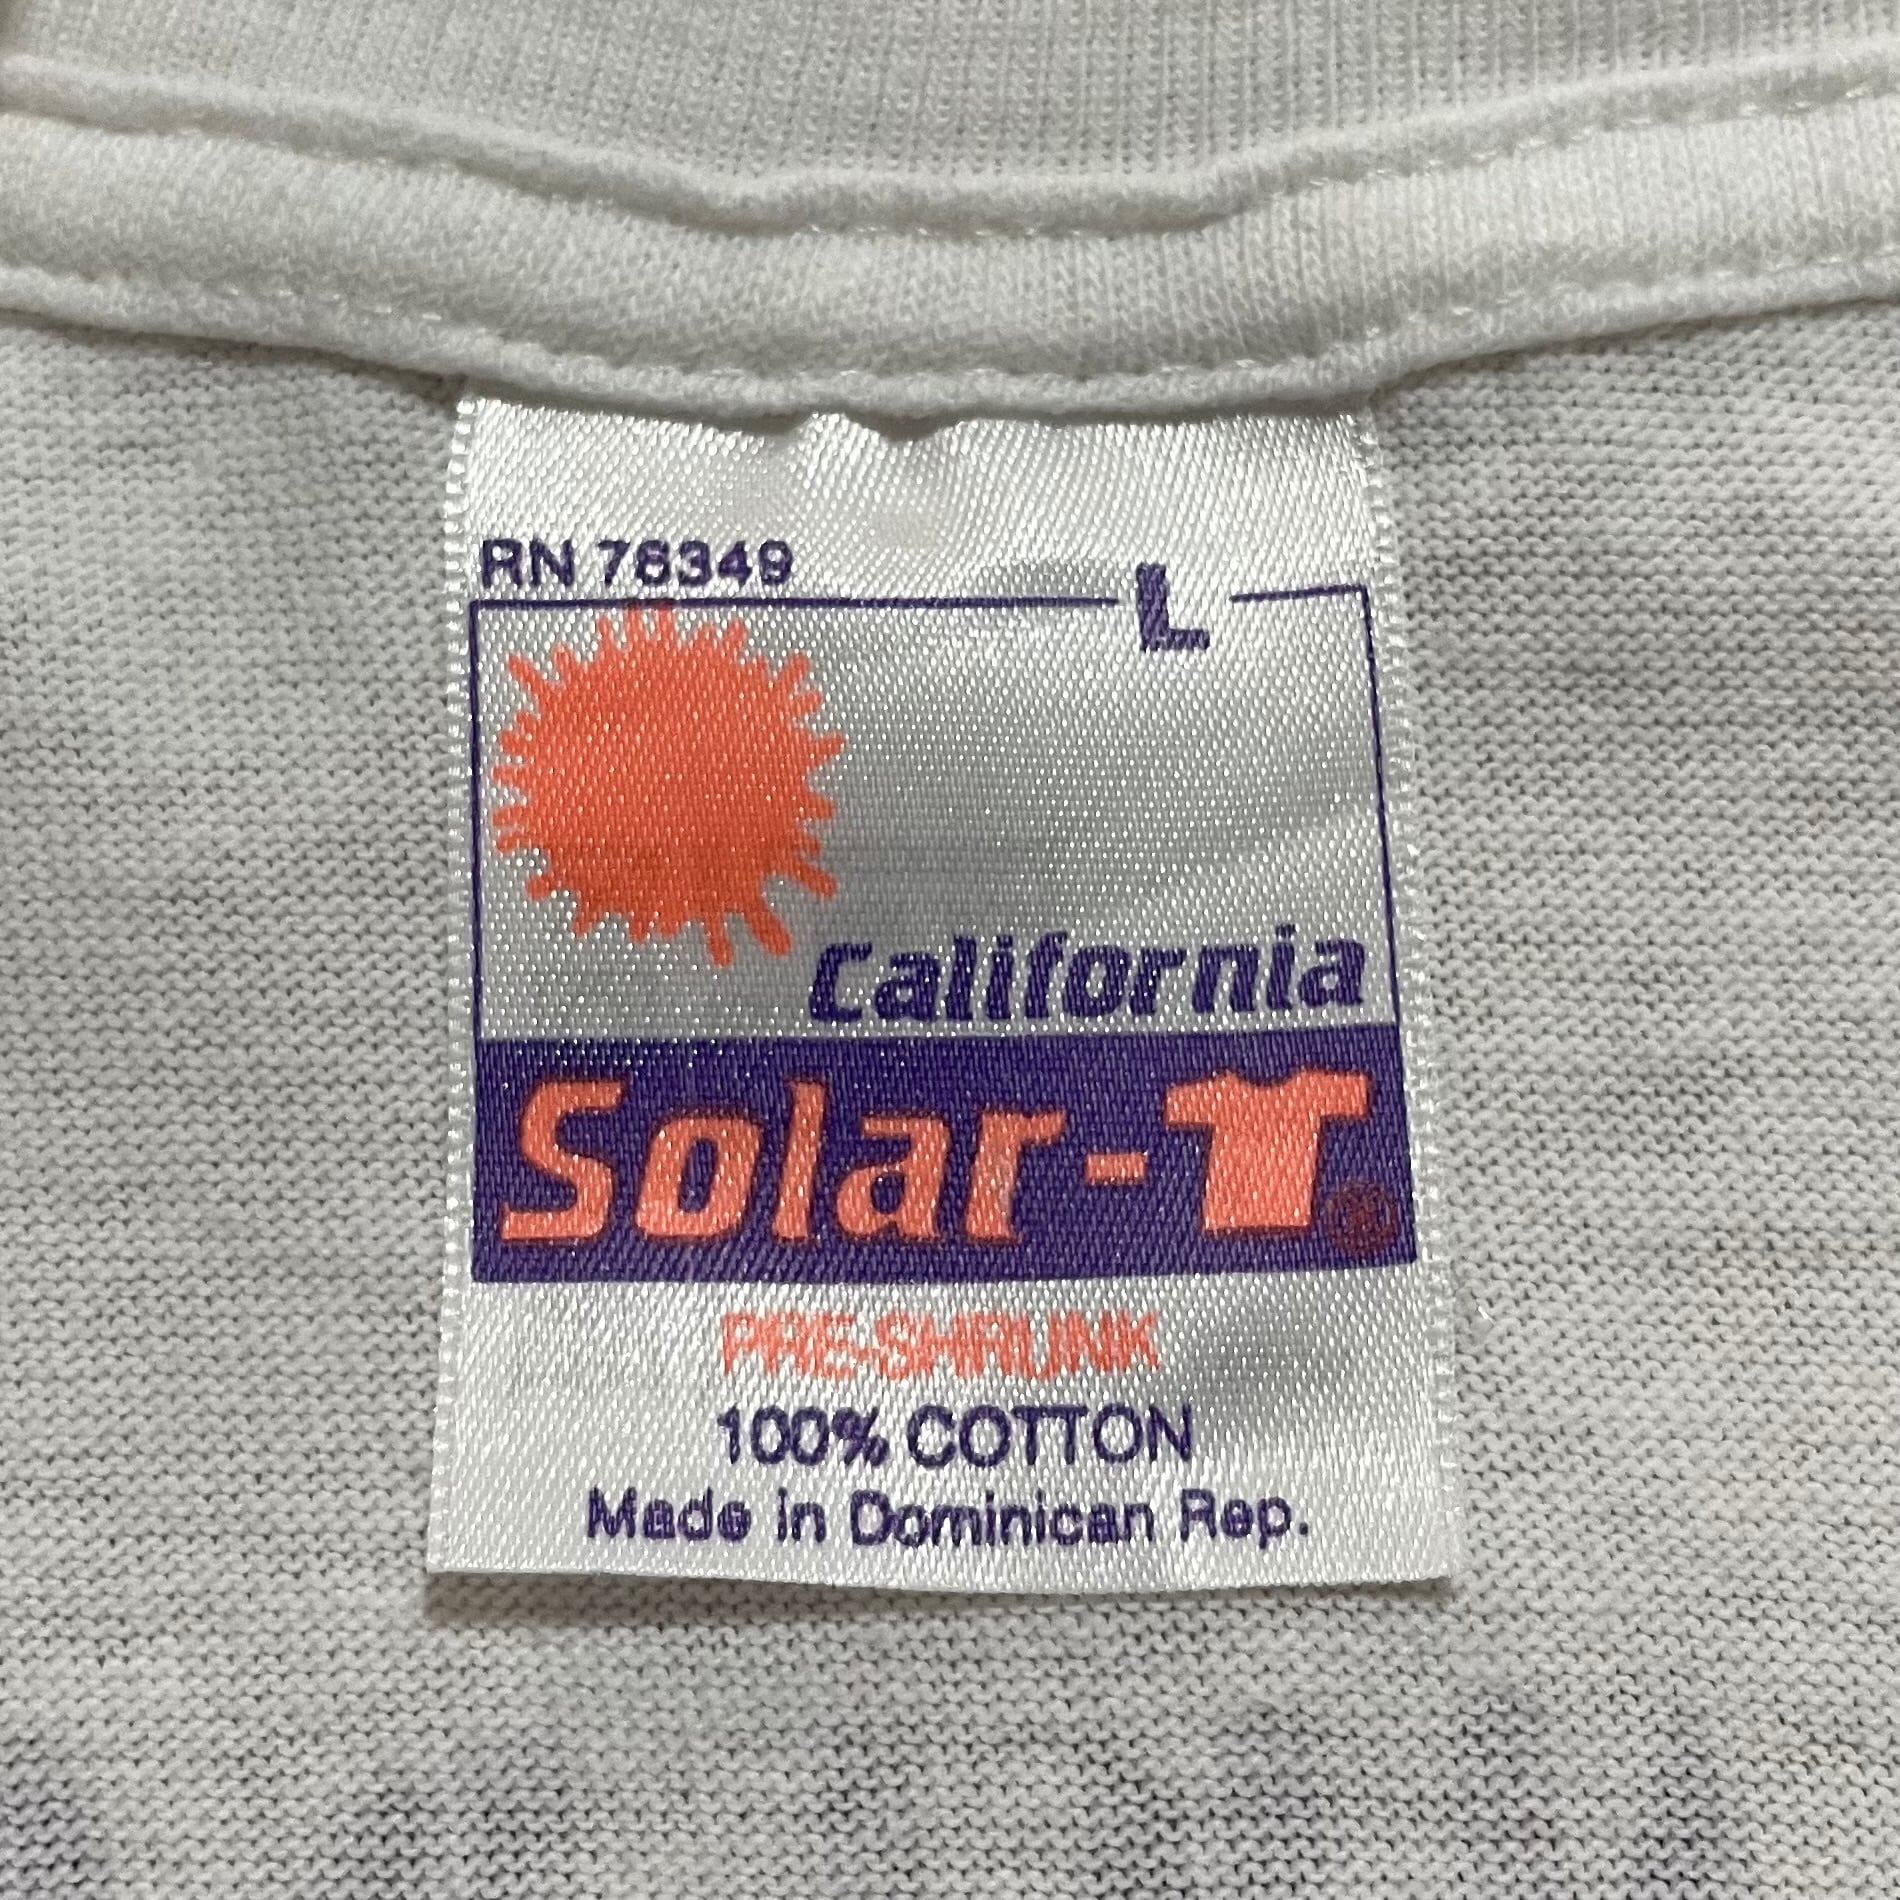 RN 76349
L
California
Solar-T®
PRE-SHRUNK
100% COTTON
Made in Dominican Rep.